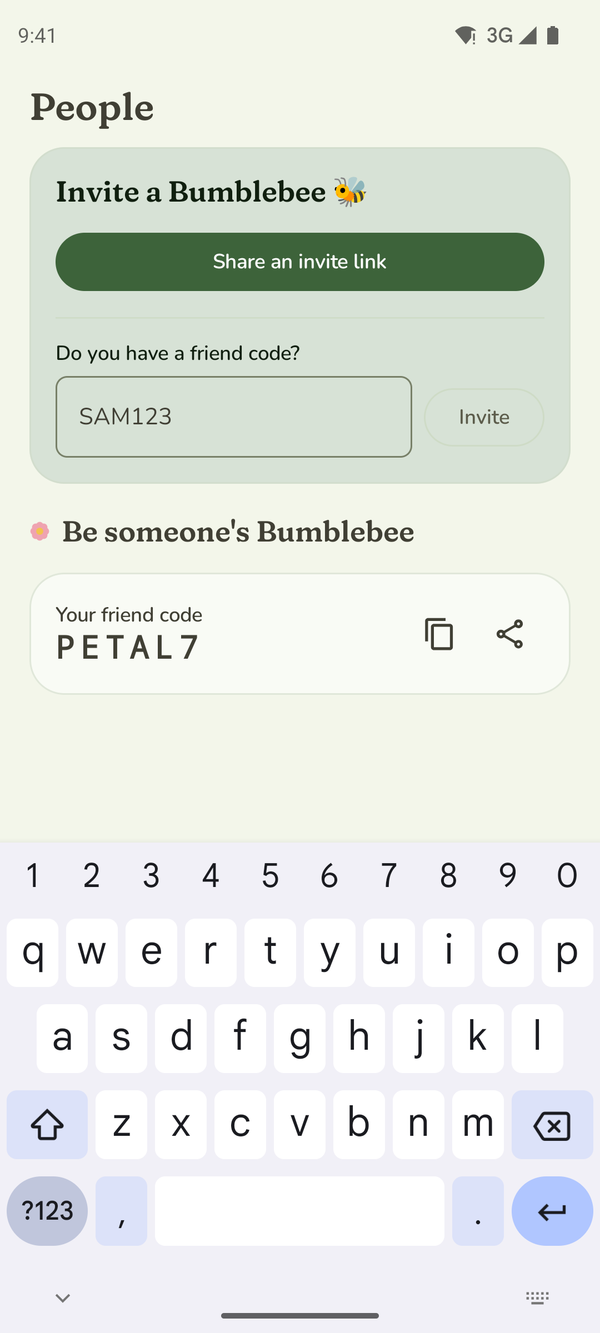 9:41
3G
People
Invite a Bumblebee 🐝
Share an invite link
Do you have a friend code?
SAM123
Invite
Be someone's Bumblebee
Your friend code
PETAL7
1 2 3 4 5 6 7 8 9 0
q w e r t y u i o p
a s d f g h j k l
z x c v b n m
?123 , .